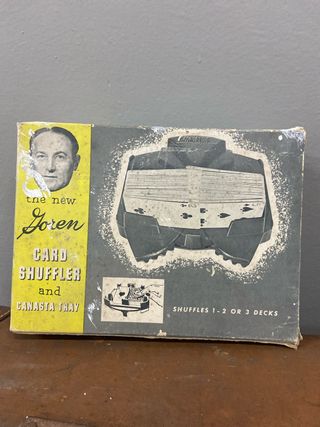 the new
Goren
CARD
SHUFFLER
and
CANASTA TRAY
SHUFFLES 1 - 2 OR 3 DECKS